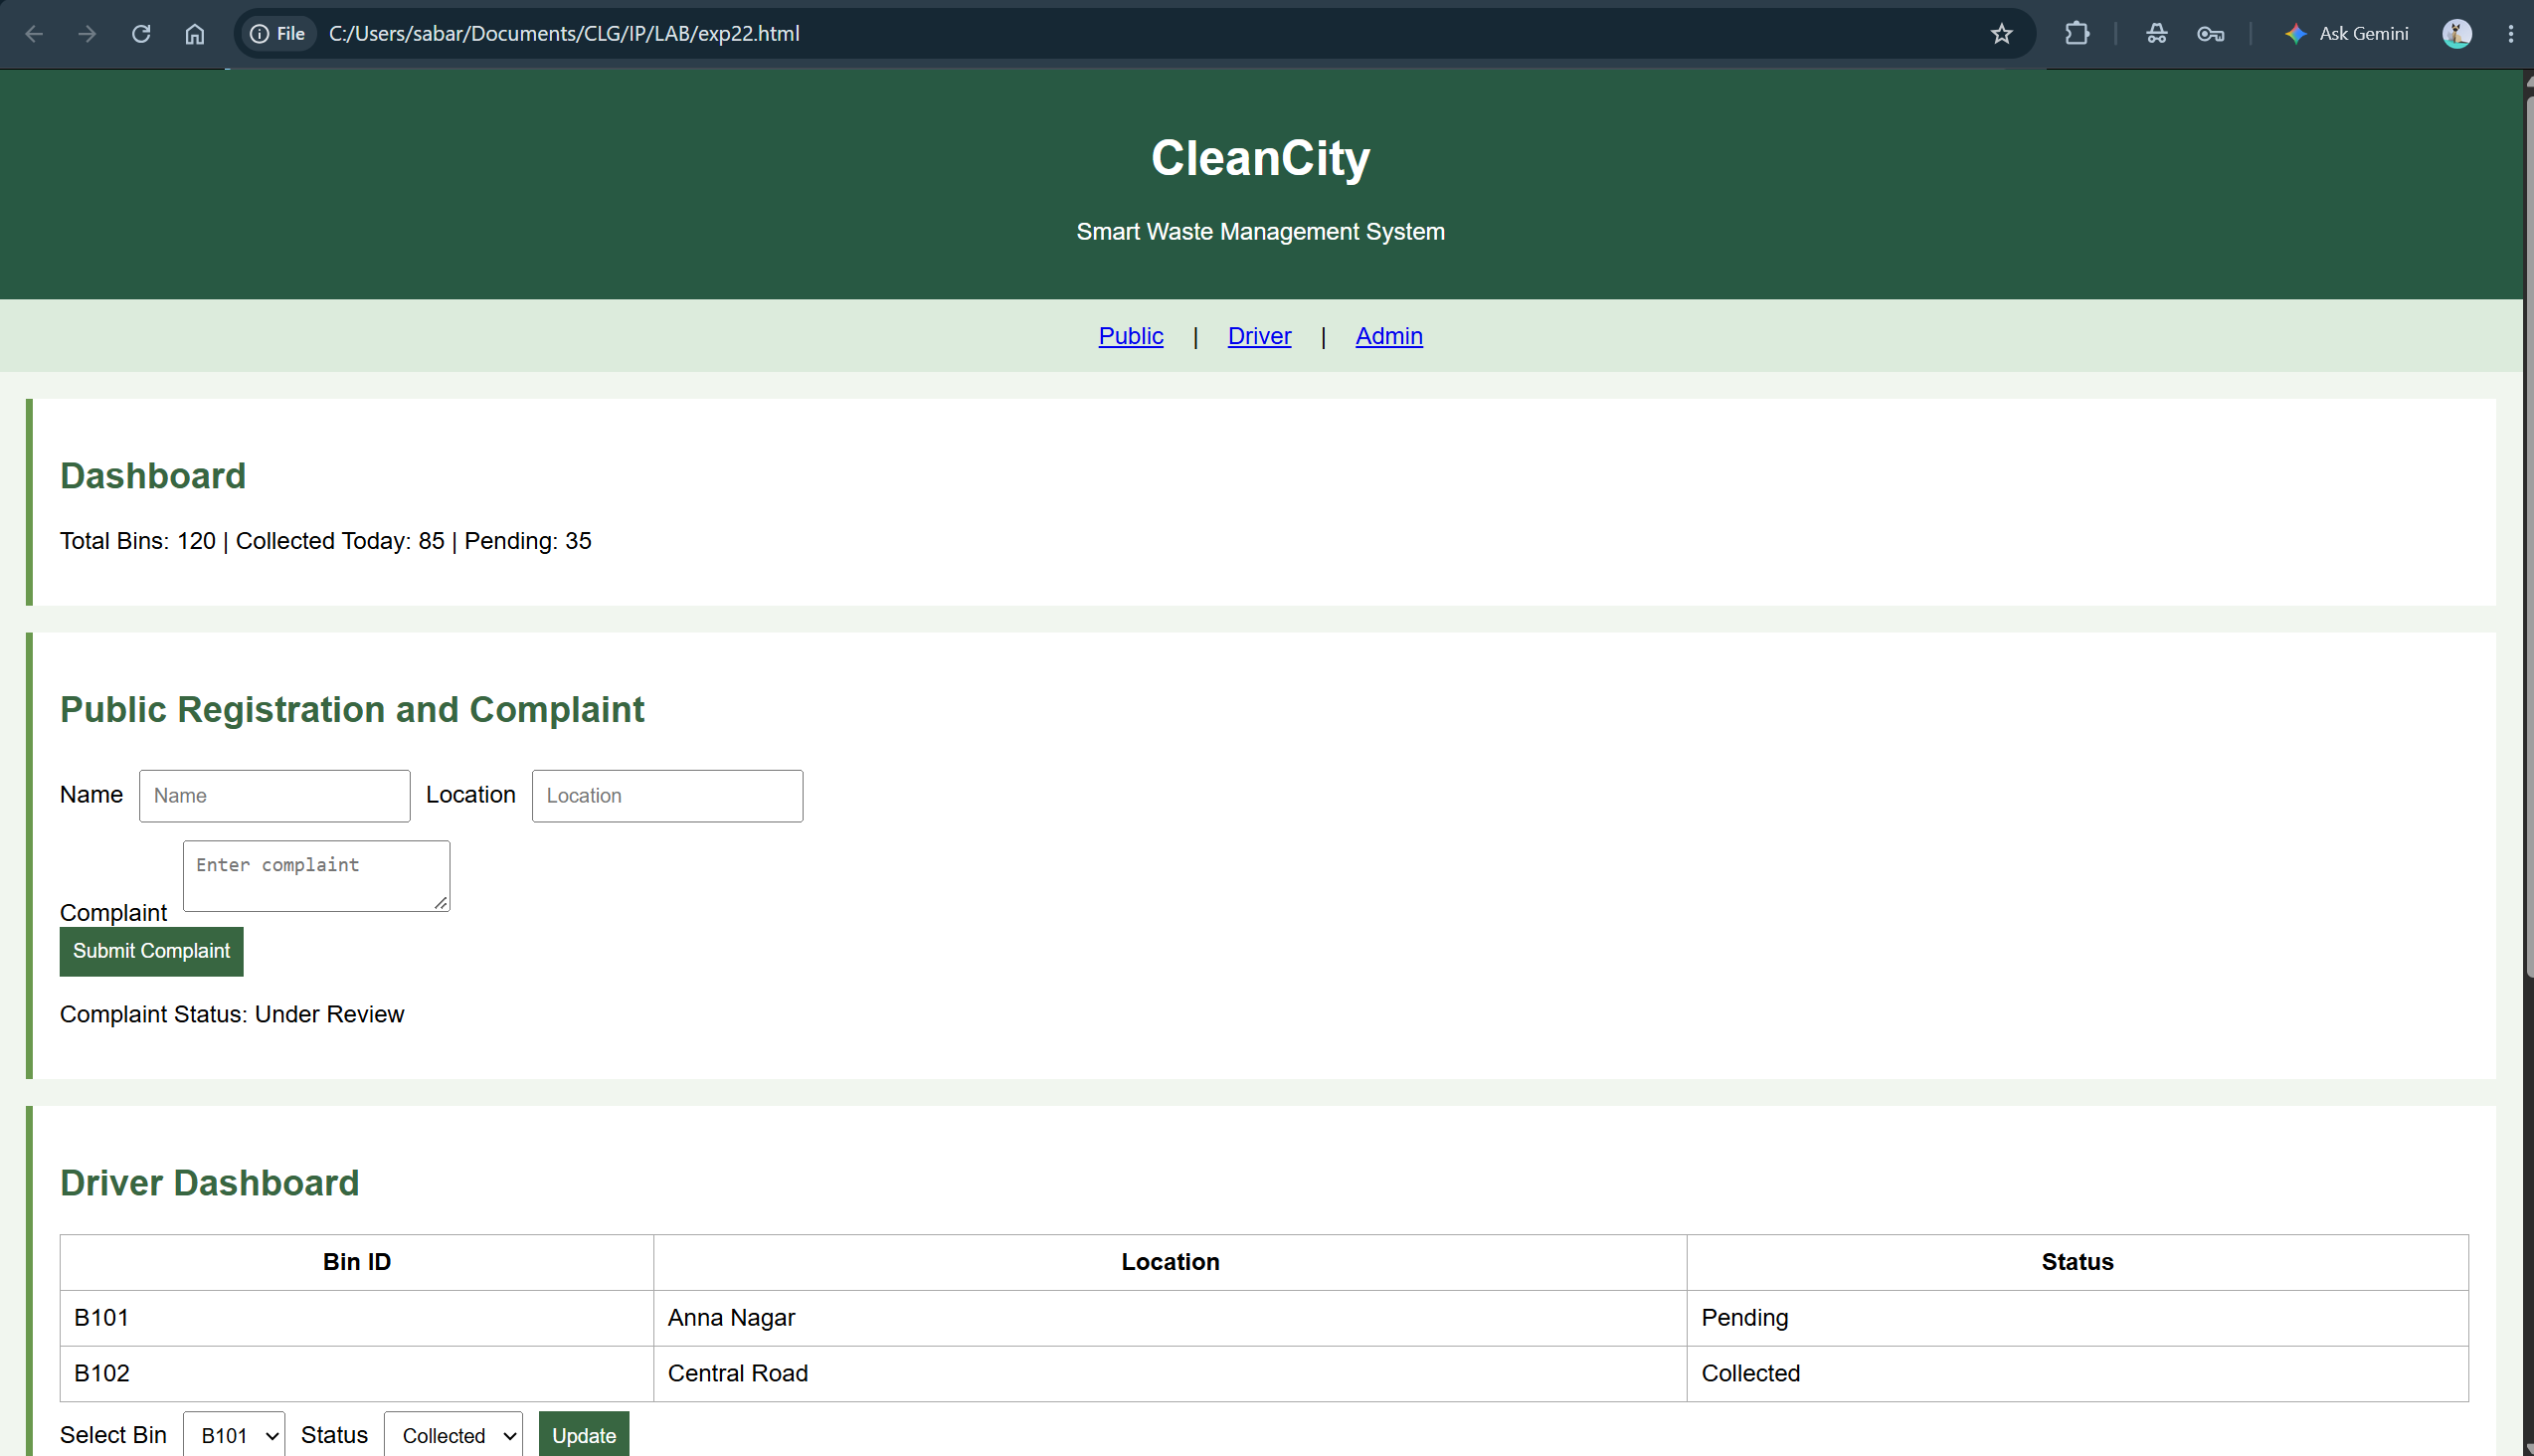 File C:/Users/sabar/Documents/CLG/IP/LAB/exp22.html Ask Gemini
CleanCity
Smart Waste Management System
Public | Driver | Admin
Dashboard
Total Bins: 120 | Collected Today: 85 | Pending: 35
Public Registration and Complaint
Name Name Location Location
Enter complaint
Complaint
Submit Complaint
Complaint Status: Under Review
Driver Dashboard
Bin ID Location Status
B101 Anna Nagar Pending
B102 Central Road Collected
Select Bin B101 Status Collected Update